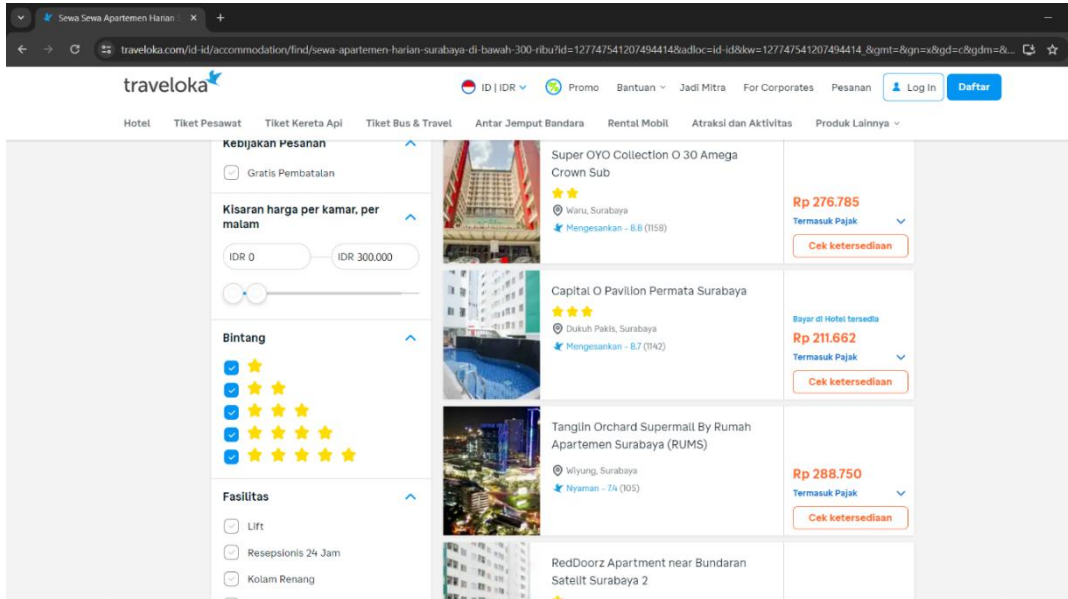 Sewa Sewa Apartemen Harian S
traveloka.com/id-id/accommodation/find/sewa-apartemen-harian-surabaya-di-bawah-300-ribu?id=127747541207494414&adloc=id-id&kw=127747541207494414_&gmt=&gn=x&gd=c&gdm=&...
traveloka
ID | IDR
Promo
Bantuan
Jadi Mitra
For Corporates
Pesanan
Log In
Daftar
Hotel
Tiket Pesawat
Tiket Kereta Api
Tiket Bus & Travel
Antar Jemput Bandara
Rental Mobil
Atraksi dan Aktivitas
Produk Lainnya
Kebijakan Pesanan
Gratis Pembatalan
Kisaran harga per kamar, per
malam
IDR 0
IDR 300.000
Bintang
Fasilitas
Lift
Resepsionis 24 Jam
Kolam Renang
Super OYO Collection O 30 Amega
Crown Sub
Waru, Surabaya
Mengesankan - 8.8 (1158)
Rp 276.785
Termasuk Pajak
Cek ketersediaan
Capital O Pavilion Permata Surabaya
Dukuh Pakis, Surabaya
Mengesankan - 8.7 (1142)
Bayar di Hotel tersedia
Rp 211.662
Termasuk Pajak
Cek ketersediaan
Tanglin Orchard Supermall By Rumah
Apartemen Surabaya (RUMS)
Wiyung, Surabaya
Nyaman - 7.4 (105)
Rp 288.750
Termasuk Pajak
Cek ketersediaan
RedDoorz Apartment near Bundaran
Satelit Surabaya 2